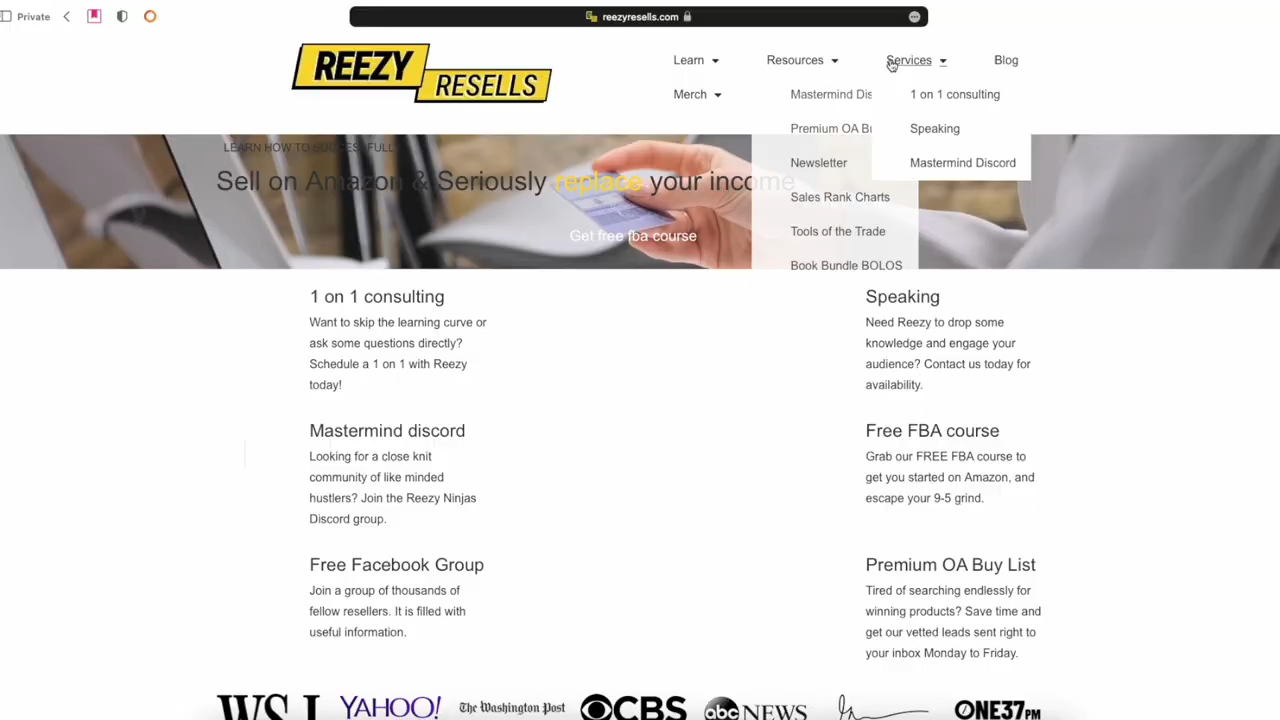 Private
reezyresells.com
REEZY
RESELLS
Learn
Resources
Services
Blog
Merch
Mastermind Dis
Premium OA Bu
Newsletter
Sales Rank Charts
Tools of the Trade
Book Bundle BOLOS
1 on 1 consulting
Speaking
Mastermind Discord
LEARN HOW TO
Sell on Amazon & Seriously replace your income
Get free fba course
1 on 1 consulting
Want to skip the learning curve or
ask some questions directly?
Schedule a 1 on 1 with Reezy
today!
Speaking
Need Reezy to drop some
knowledge and engage your
audience? Contact us today for
availability.
Mastermind discord
Looking for a close knit
community of like minded
hustlers? Join the Reezy Ninjas
Discord group.
Free FBA course
Grab our FREE FBA course to
get you started on Amazon, and
escape your 9-5 grind.
Free Facebook Group
Join a group of thousands of
fellow resellers. It is filled with
useful information.
Premium OA Buy List
Tired of searching endlessly for
winning products? Save time and
get our vetted leads sent right to
your inbox Monday to Friday.
WSJ
YAHOO!
The Washington Post
CBS
abc NEWS
ONE37PM